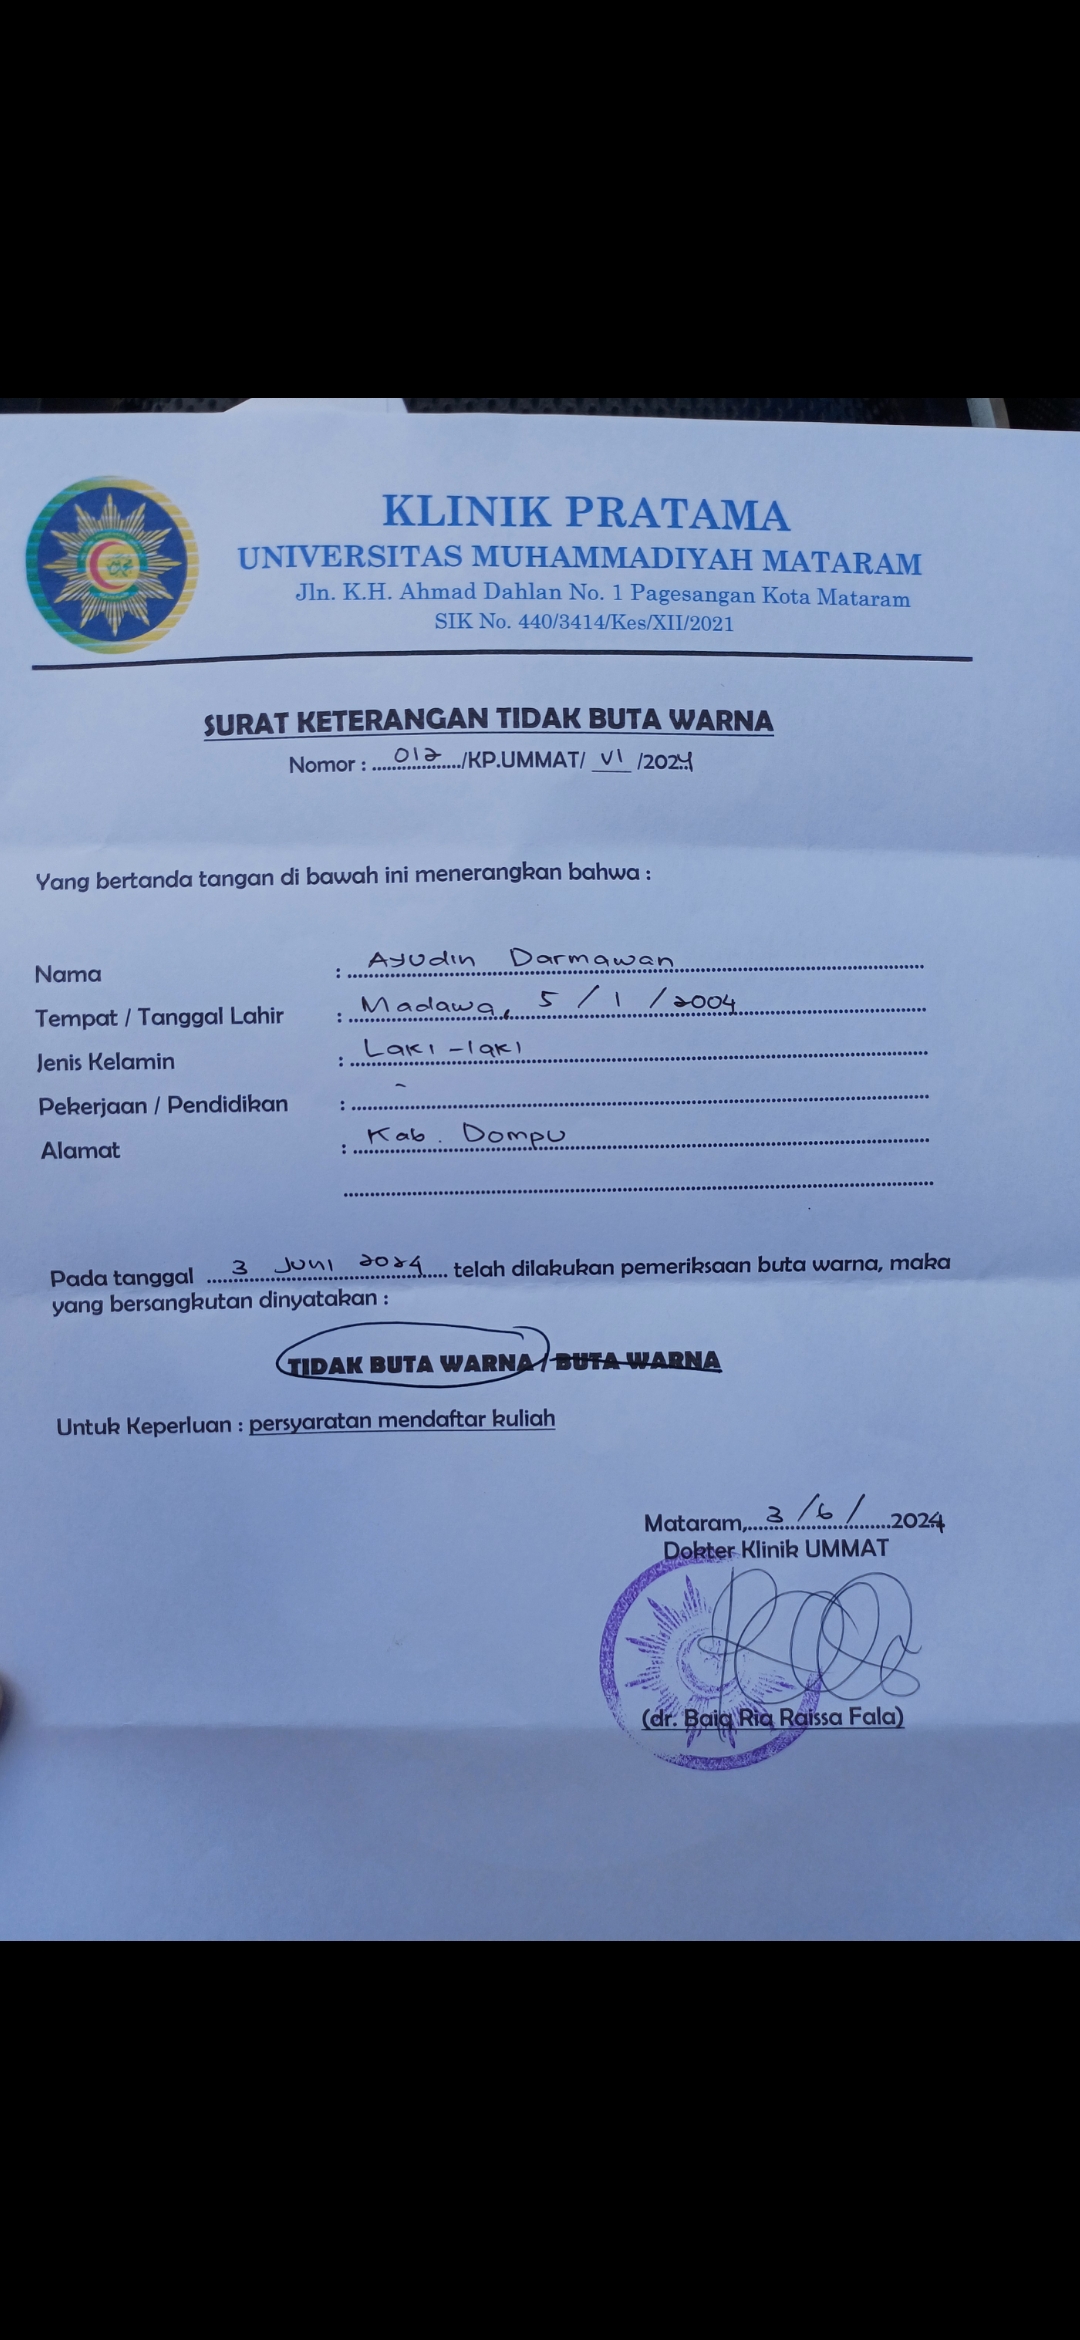 KLINIK PRATAMA
UNIVERSITAS MUHAMMADIYAH MATARAM
Jln. K.H. Ahmad Dahlan No. 1 Pagesangan Kota Mataram
SIK No. 440/3414/Kes/XII/2021
SURAT KETERANGAN TIDAK BUTA WARNA
Nomor : 012 /KP.UMMAT/ VI /2024
Yang bertanda tangan di bawah ini menerangkan bahwa :
Nama : Ayudin Darmawan
Tempat / Tanggal Lahir : Madawa, 5 / 1 / 2004
Jenis Kelamin : Laki-laki
Pekerjaan / Pendidikan : -
Alamat : Kab. Dompu
Pada tanggal 3 Juni 2024 telah dilakukan pemeriksaan buta warna, maka
yang bersangkutan dinyatakan :
TIDAK BUTA WARNA / BUTA WARNA
Untuk Keperluan : persyaratan mendaftar kuliah
Mataram, 3 / 6 / 2024
Dokter Klinik UMMAT
(dr. Baiq Ria Raissa Fala)